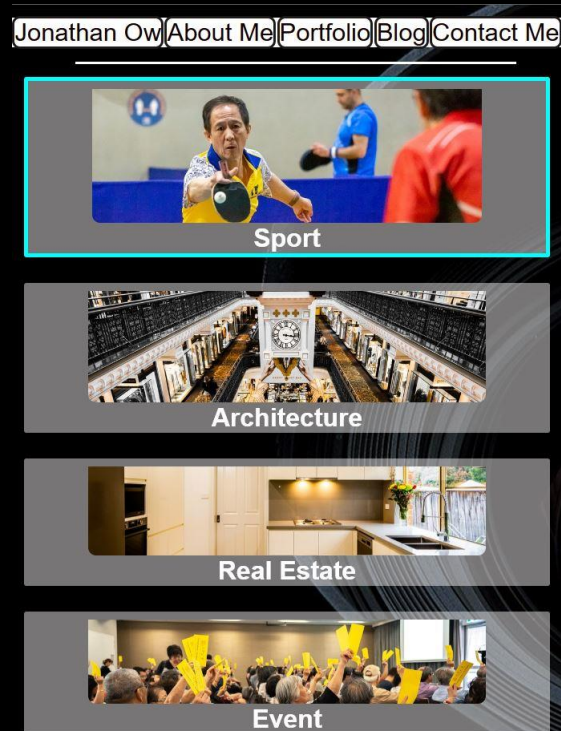 Jonathan Ow About Me Portfolio Blog Contact Me
Sport
Architecture
Real Estate
Event